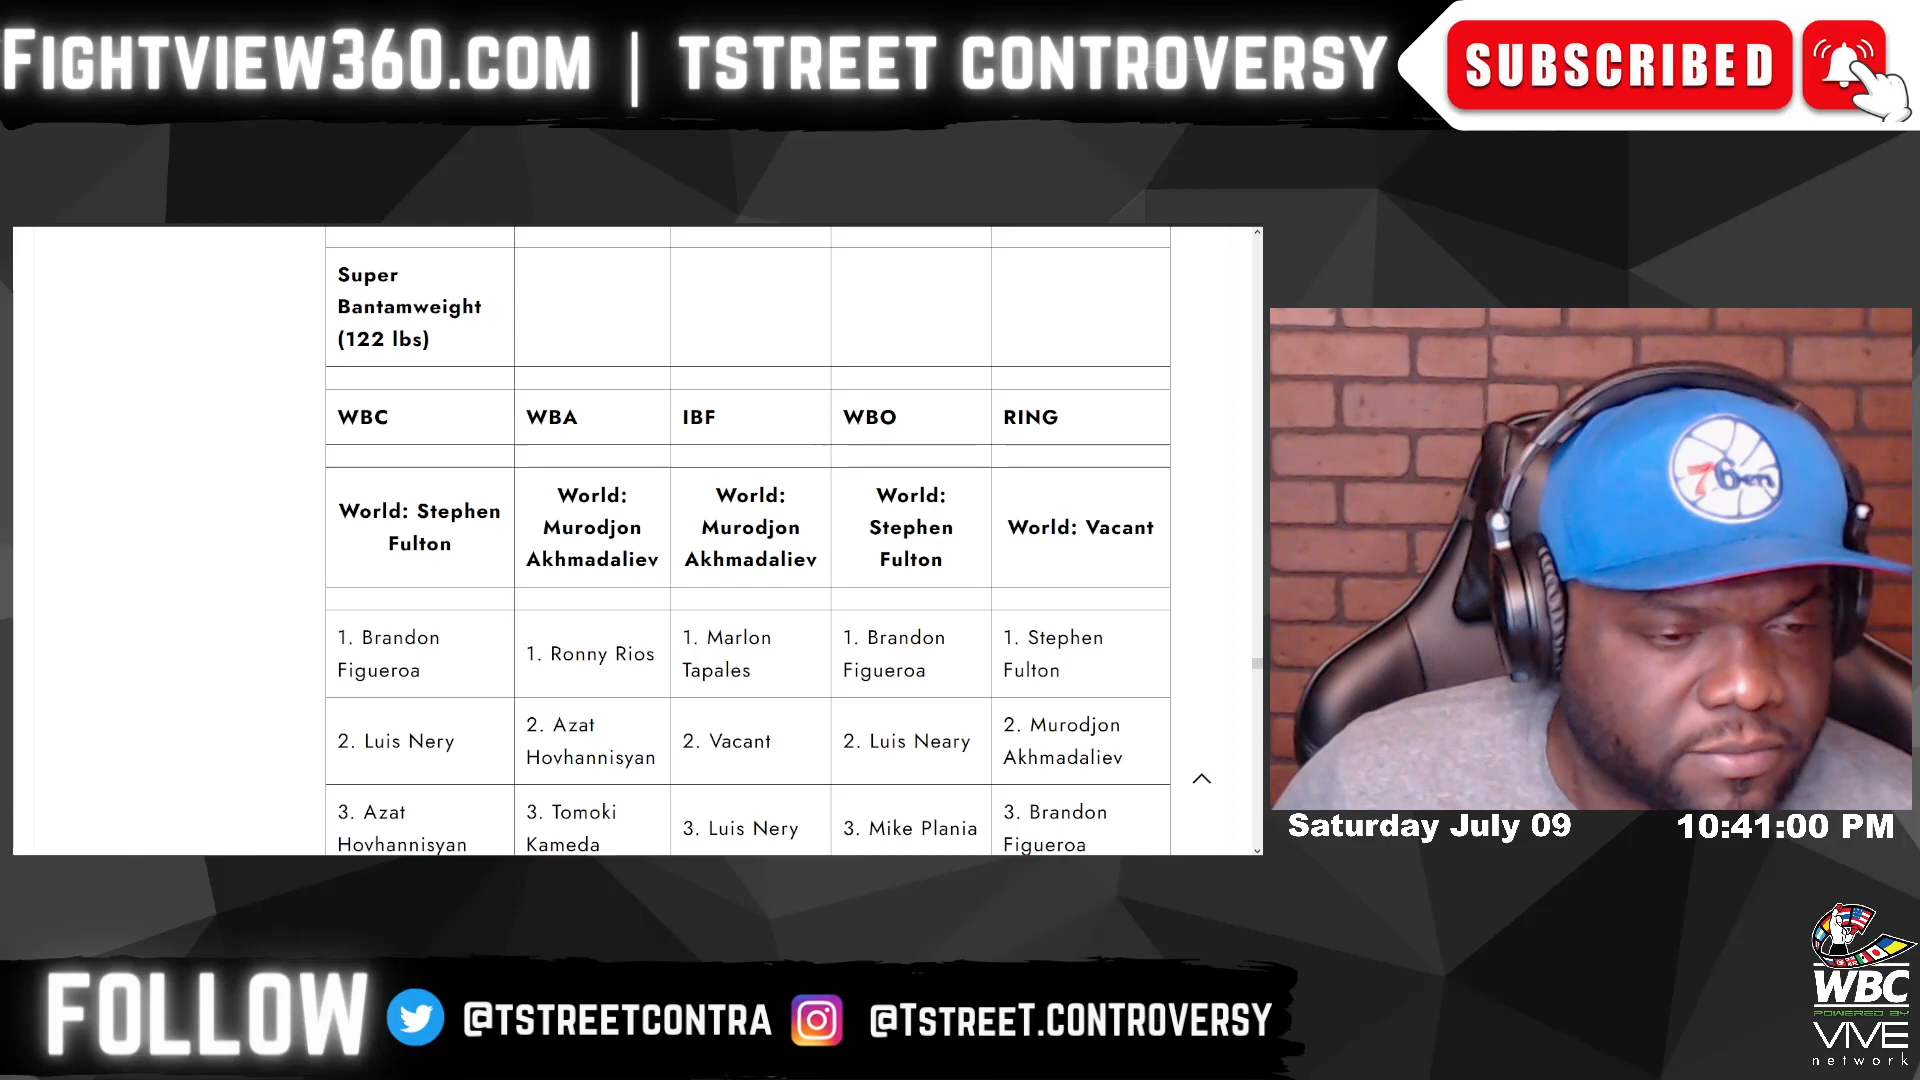 FIGHTVIEW360.COM | TSTREET CONTROVERSY
SUBSCRIBED
Super
Bantamweight
(122 lbs)
WBC WBA IBF WBO RING
World: Stephen
Fulton
World:
Murodjon
Akhmadaliev
World:
Murodjon
Akhmadaliev
World:
Stephen
Fulton
World: Vacant
1. Brandon
Figueroa
1. Ronny Rios
1. Marlon
Tapales
1. Brandon
Figueroa
1. Stephen
Fulton
2. Luis Nery
2. Azat
Hovhannisyan
2. Vacant
2. Luis Neary
2. Murodjon
Akhmadaliev
3. Azat
Hovhannisyan
3. Tomoki
Kameda
3. Luis Nery
3. Mike Plania
3. Brandon
Figueroa
76ers
Saturday July 09 10:41:00 PM
FOLLOW @TSTREETCONTRA @TSTREET.CONTROVERSY
WBC
POWERED BY
VIVE
network